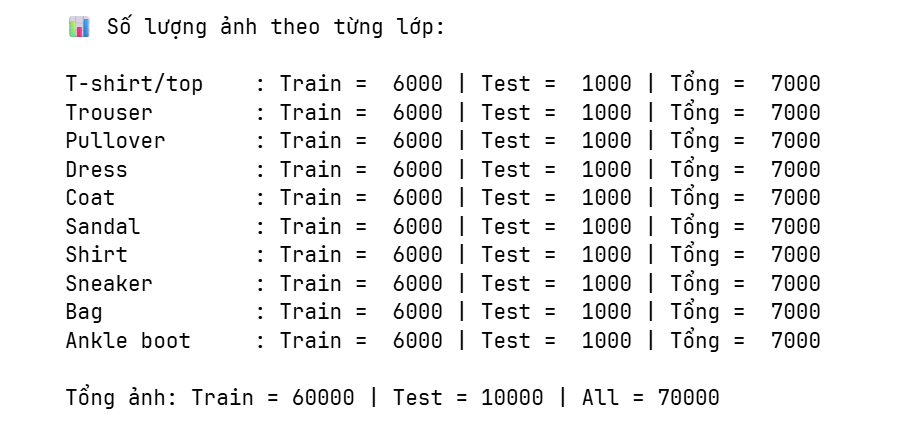 📊 Số lượng ảnh theo từng lớp:
T-shirt/top    : Train =  6000 | Test =  1000 | Tổng =  7000
Trouser        : Train =  6000 | Test =  1000 | Tổng =  7000
Pullover       : Train =  6000 | Test =  1000 | Tổng =  7000
Dress          : Train =  6000 | Test =  1000 | Tổng =  7000
Coat           : Train =  6000 | Test =  1000 | Tổng =  7000
Sandal         : Train =  6000 | Test =  1000 | Tổng =  7000
Shirt          : Train =  6000 | Test =  1000 | Tổng =  7000
Sneaker        : Train =  6000 | Test =  1000 | Tổng =  7000
Bag            : Train =  6000 | Test =  1000 | Tổng =  7000
Ankle boot     : Train =  6000 | Test =  1000 | Tổng =  7000
Tổng ảnh: Train = 60000 | Test = 10000 | All = 70000